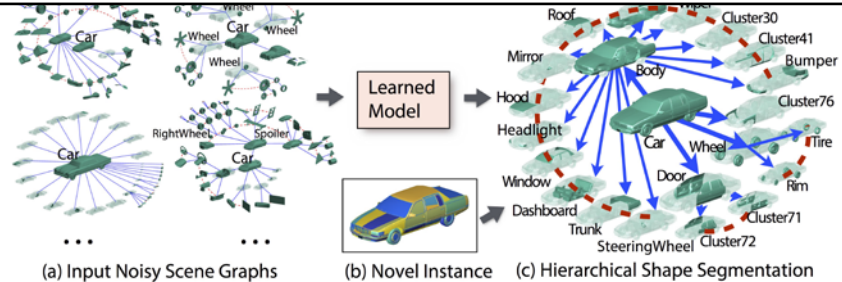 Car
Wheel
Wheel
Wheel
Wheel
Car
Car
RightWheel
Spoiler
Car
• • •
• • •
(a) Input Noisy Scene Graphs
Learned
Model
(b) Novel Instance
Roof
Wiper
Cluster30
Cluster41
Bumper
Mirror
Body
Hood
Cluster76
Headlight
Car
Wheel
Tire
Window
Door
Rim
Dashboard
Cluster71
Trunk
Cluster72
SteeringWheel
(c) Hierarchical Shape Segmentation